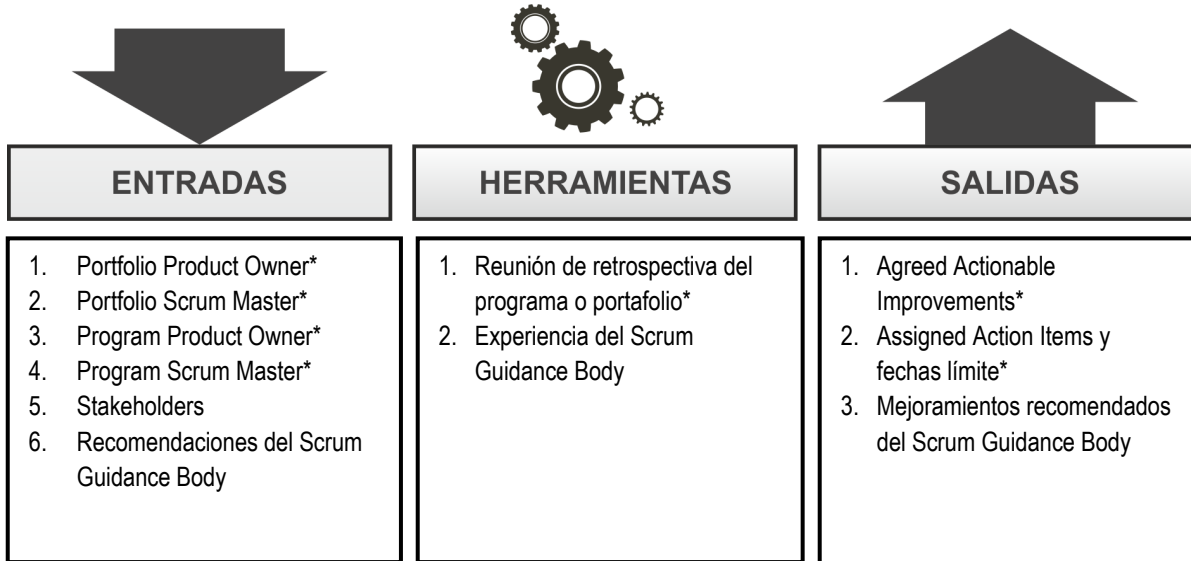 ENTRADAS
1. Portfolio Product Owner*
2. Portfolio Scrum Master*
3. Program Product Owner*
4. Program Scrum Master*
5. Stakeholders
6. Recomendaciones del Scrum
Guidance Body
HERRAMIENTAS
1. Reunión de retrospectiva del
programa o portafolio*
2. Experiencia del Scrum
Guidance Body
SALIDAS
1. Agreed Actionable
Improvements*
2. Assigned Action Items y
fechas límite*
3. Mejoramientos recomendados
del Scrum Guidance Body